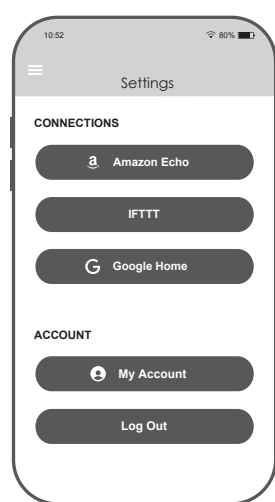 10:52 80%
Settings
CONNECTIONS
Amazon Echo
IFTTT
Google Home
ACCOUNT
My Account
Log Out